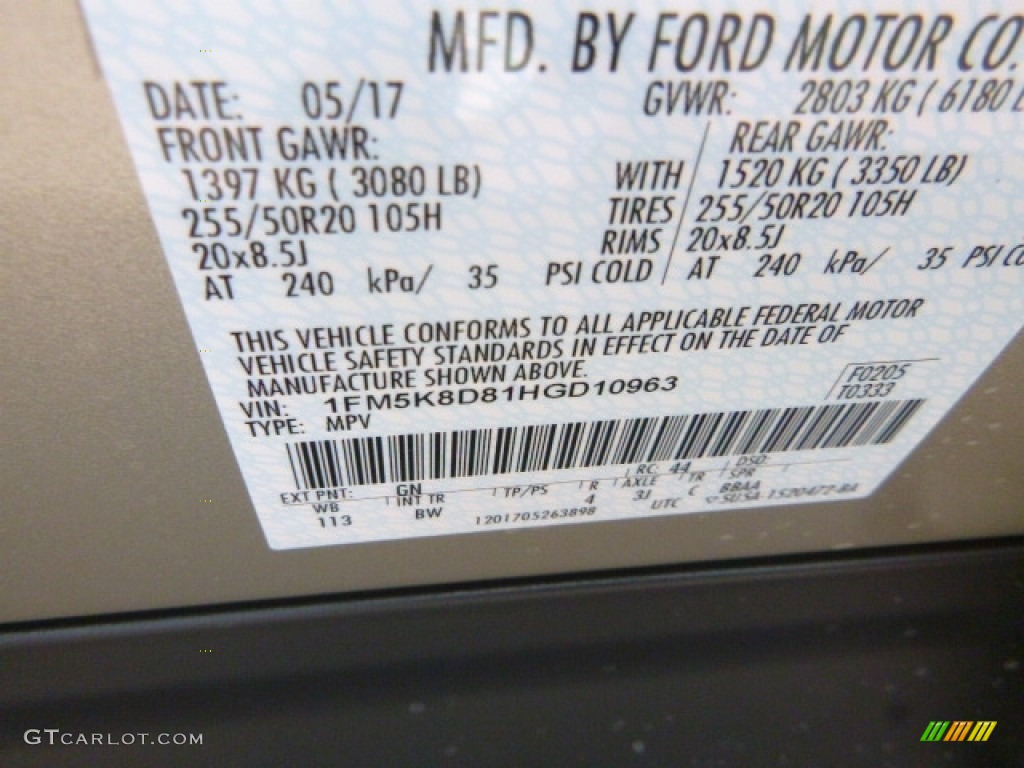 MFD. BY FORD MOTOR CO.
DATE: 05/17 GVWR: 2803 KG ( 6180
FRONT GAWR: REAR GAWR:
1397 KG ( 3080 LB) WITH 1520 KG ( 3350 LB)
255/50R20 105H TIRES 255/50R20 105H
20x8.5J RIMS 20x8.5J
AT 240 kPa/ 35 PSI COLD AT 240 kPa/ 35 PSI
THIS VEHICLE CONFORMS TO ALL APPLICABLE FEDERAL MOTOR
VEHICLE SAFETY STANDARDS IN EFFECT ON THE DATE OF
MANUFACTURE SHOWN ABOVE.
VIN: 1FM5K8D81HGD10963 F0205
TYPE: MPV T0333
EXT PNT: GN RC: 44 DSO:
WB INT TR TP/PS R AXLE TR SPR
113 BW 4 3J C BBAA
1201705263898 UTC
GTCARLOT.COM